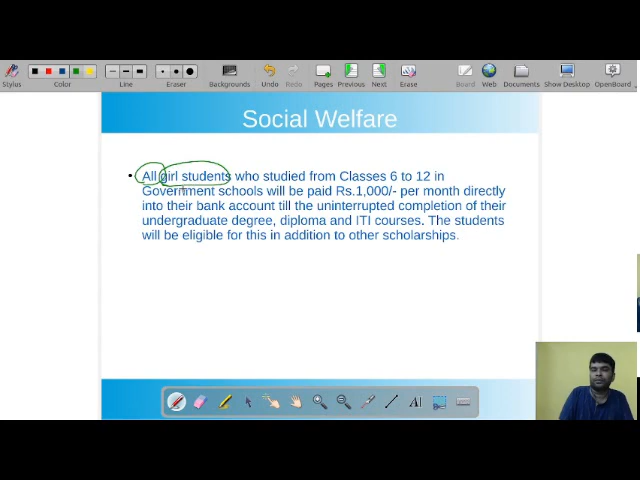 Stylus
Color
Line
Eraser
Backgrounds
Undo
Redo
Pages
Previous
Next
Erase
Board
Web
Documents
Show Desktop
OpenBoard
Social Welfare
• All girl students who studied from Classes 6 to 12 in
Government schools will be paid Rs.1,000/- per month directly
into their bank account till the uninterrupted completion of their
undergraduate degree, diploma and ITI courses. The students
will be eligible for this in addition to other scholarships.
AI